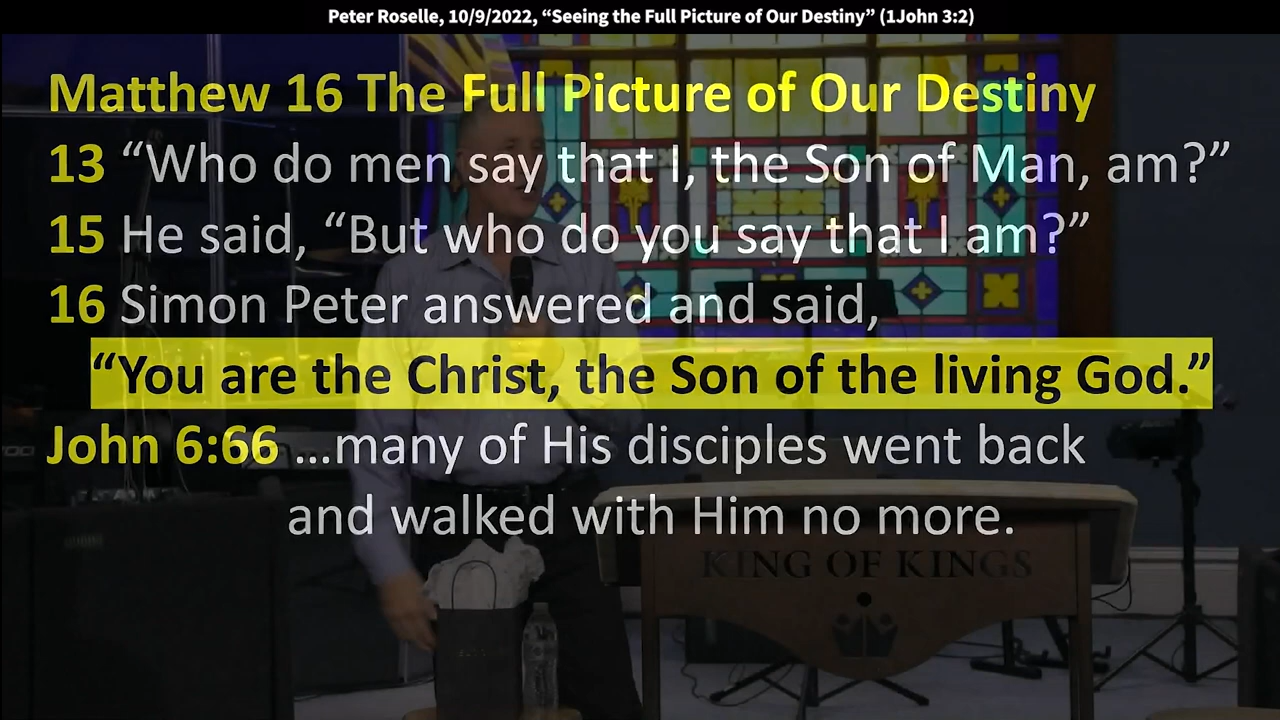 Peter Roselle, 10/9/2022, “Seeing the Full Picture of Our Destiny” (1John 3:2)
Matthew 16 The Full Picture of Our Destiny
13 “Who do men say that I, the Son of Man, am?”
15 He said, “But who do you say that I am?”
16 Simon Peter answered and said,
“You are the Christ, the Son of the living God.”
John 6:66 ...many of His disciples went back
and walked with Him no more.
KING OF KINGS